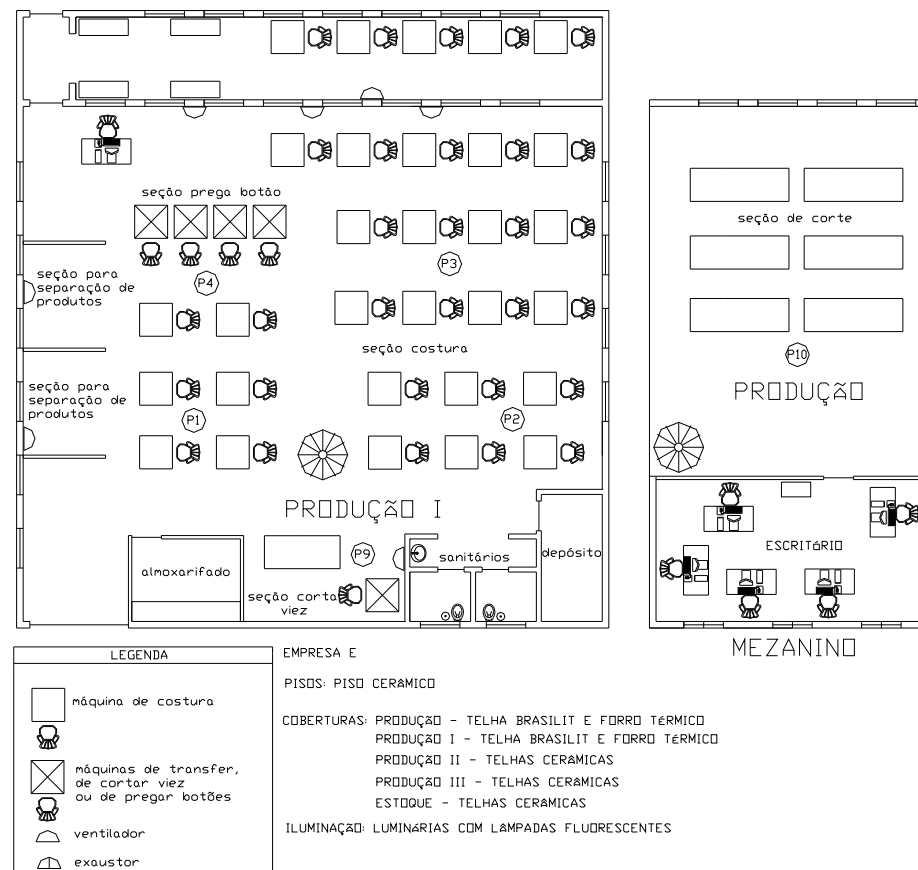 seção prega botão
seção de corte
P3
seção para
separação de
produtos
P4
seção costura
P10
seção para
separação de
produtos
PRODUÇÃO
P1
P2
PRODUÇÃO I
ESCRITÓRIO
P9
sanitários
depósito
almoxarifado
seção corta
viez
MEZANINO
LEGENDA
máquina de costura
máquinas de transfer,
de cortar viez
ou de pregar botões
ventilador
exaustor
EMPRESA E
PISOS: PISO CERÂMICO
COBERTURAS: PRODUÇÃO - TELHA BRASILIT E FORRO TÉRMICO
PRODUÇÃO I - TELHA BRASILIT E FORRO TÉRMICO
PRODUÇÃO II - TELHAS CERÂMICAS
PRODUÇÃO III - TELHAS CERÂMICAS
ESTOQUE - TELHAS CERÂMICAS
ILUMINAÇÃO: LUMINÁRIAS COM LÂMPADAS FLUORESCENTES